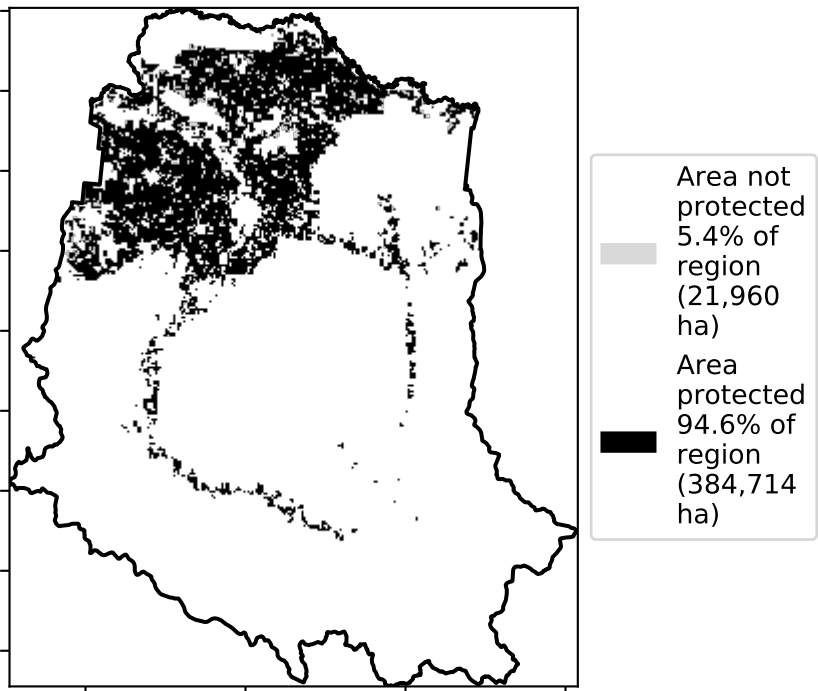 Area not
protected
5.4% of
region
(21,960
ha)
Area
protected
94.6% of
region
(384,714
ha)